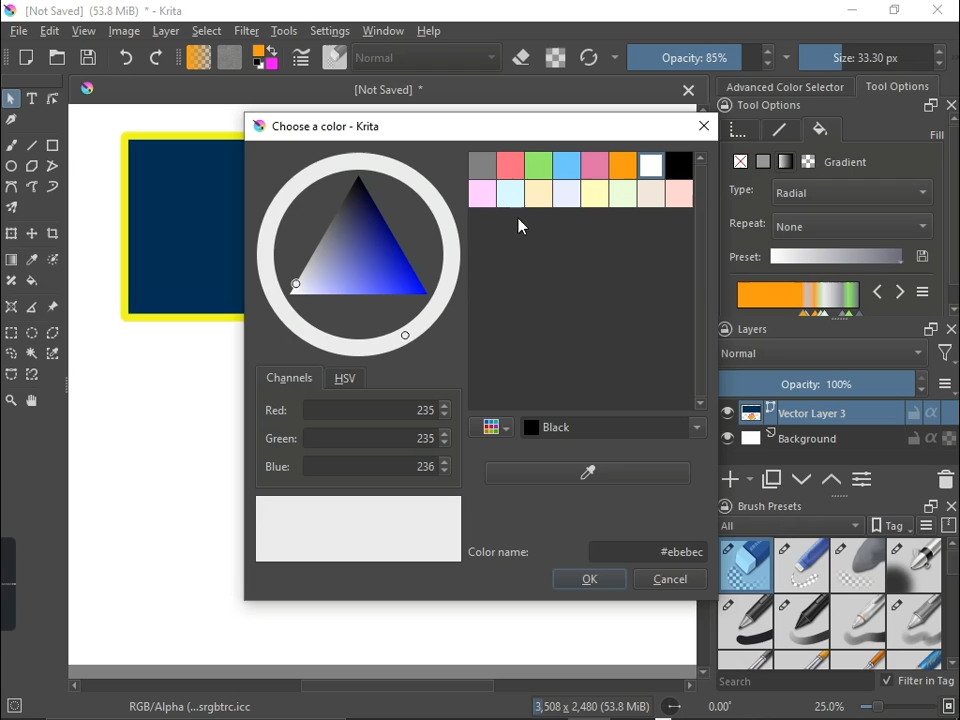 [Not Saved] (53.8 MiB) * - Krita
File Edit View Image Layer Select Filter Tools Settings Window Help
Normal
Opacity: 85%
Size: 33.30 px
[Not Saved] *
Advanced Color Selector
Tool Options
Tool Options
Fill
Gradient
Type: Radial
Repeat: None
Preset:
Choose a color - Krita
Channels
HSV
Red: 235
Green: 235
Blue: 236
Black
Color name: #ebebec
OK
Cancel
Layers
Normal
Opacity: 100%
Vector Layer 3
Background
Brush Presets
All
Tag
Search
Filter in Tag
RGB/Alpha (...srgbtrc.icc
3,508 x 2,480 (53.8 MiB)
0.00°
25.0%